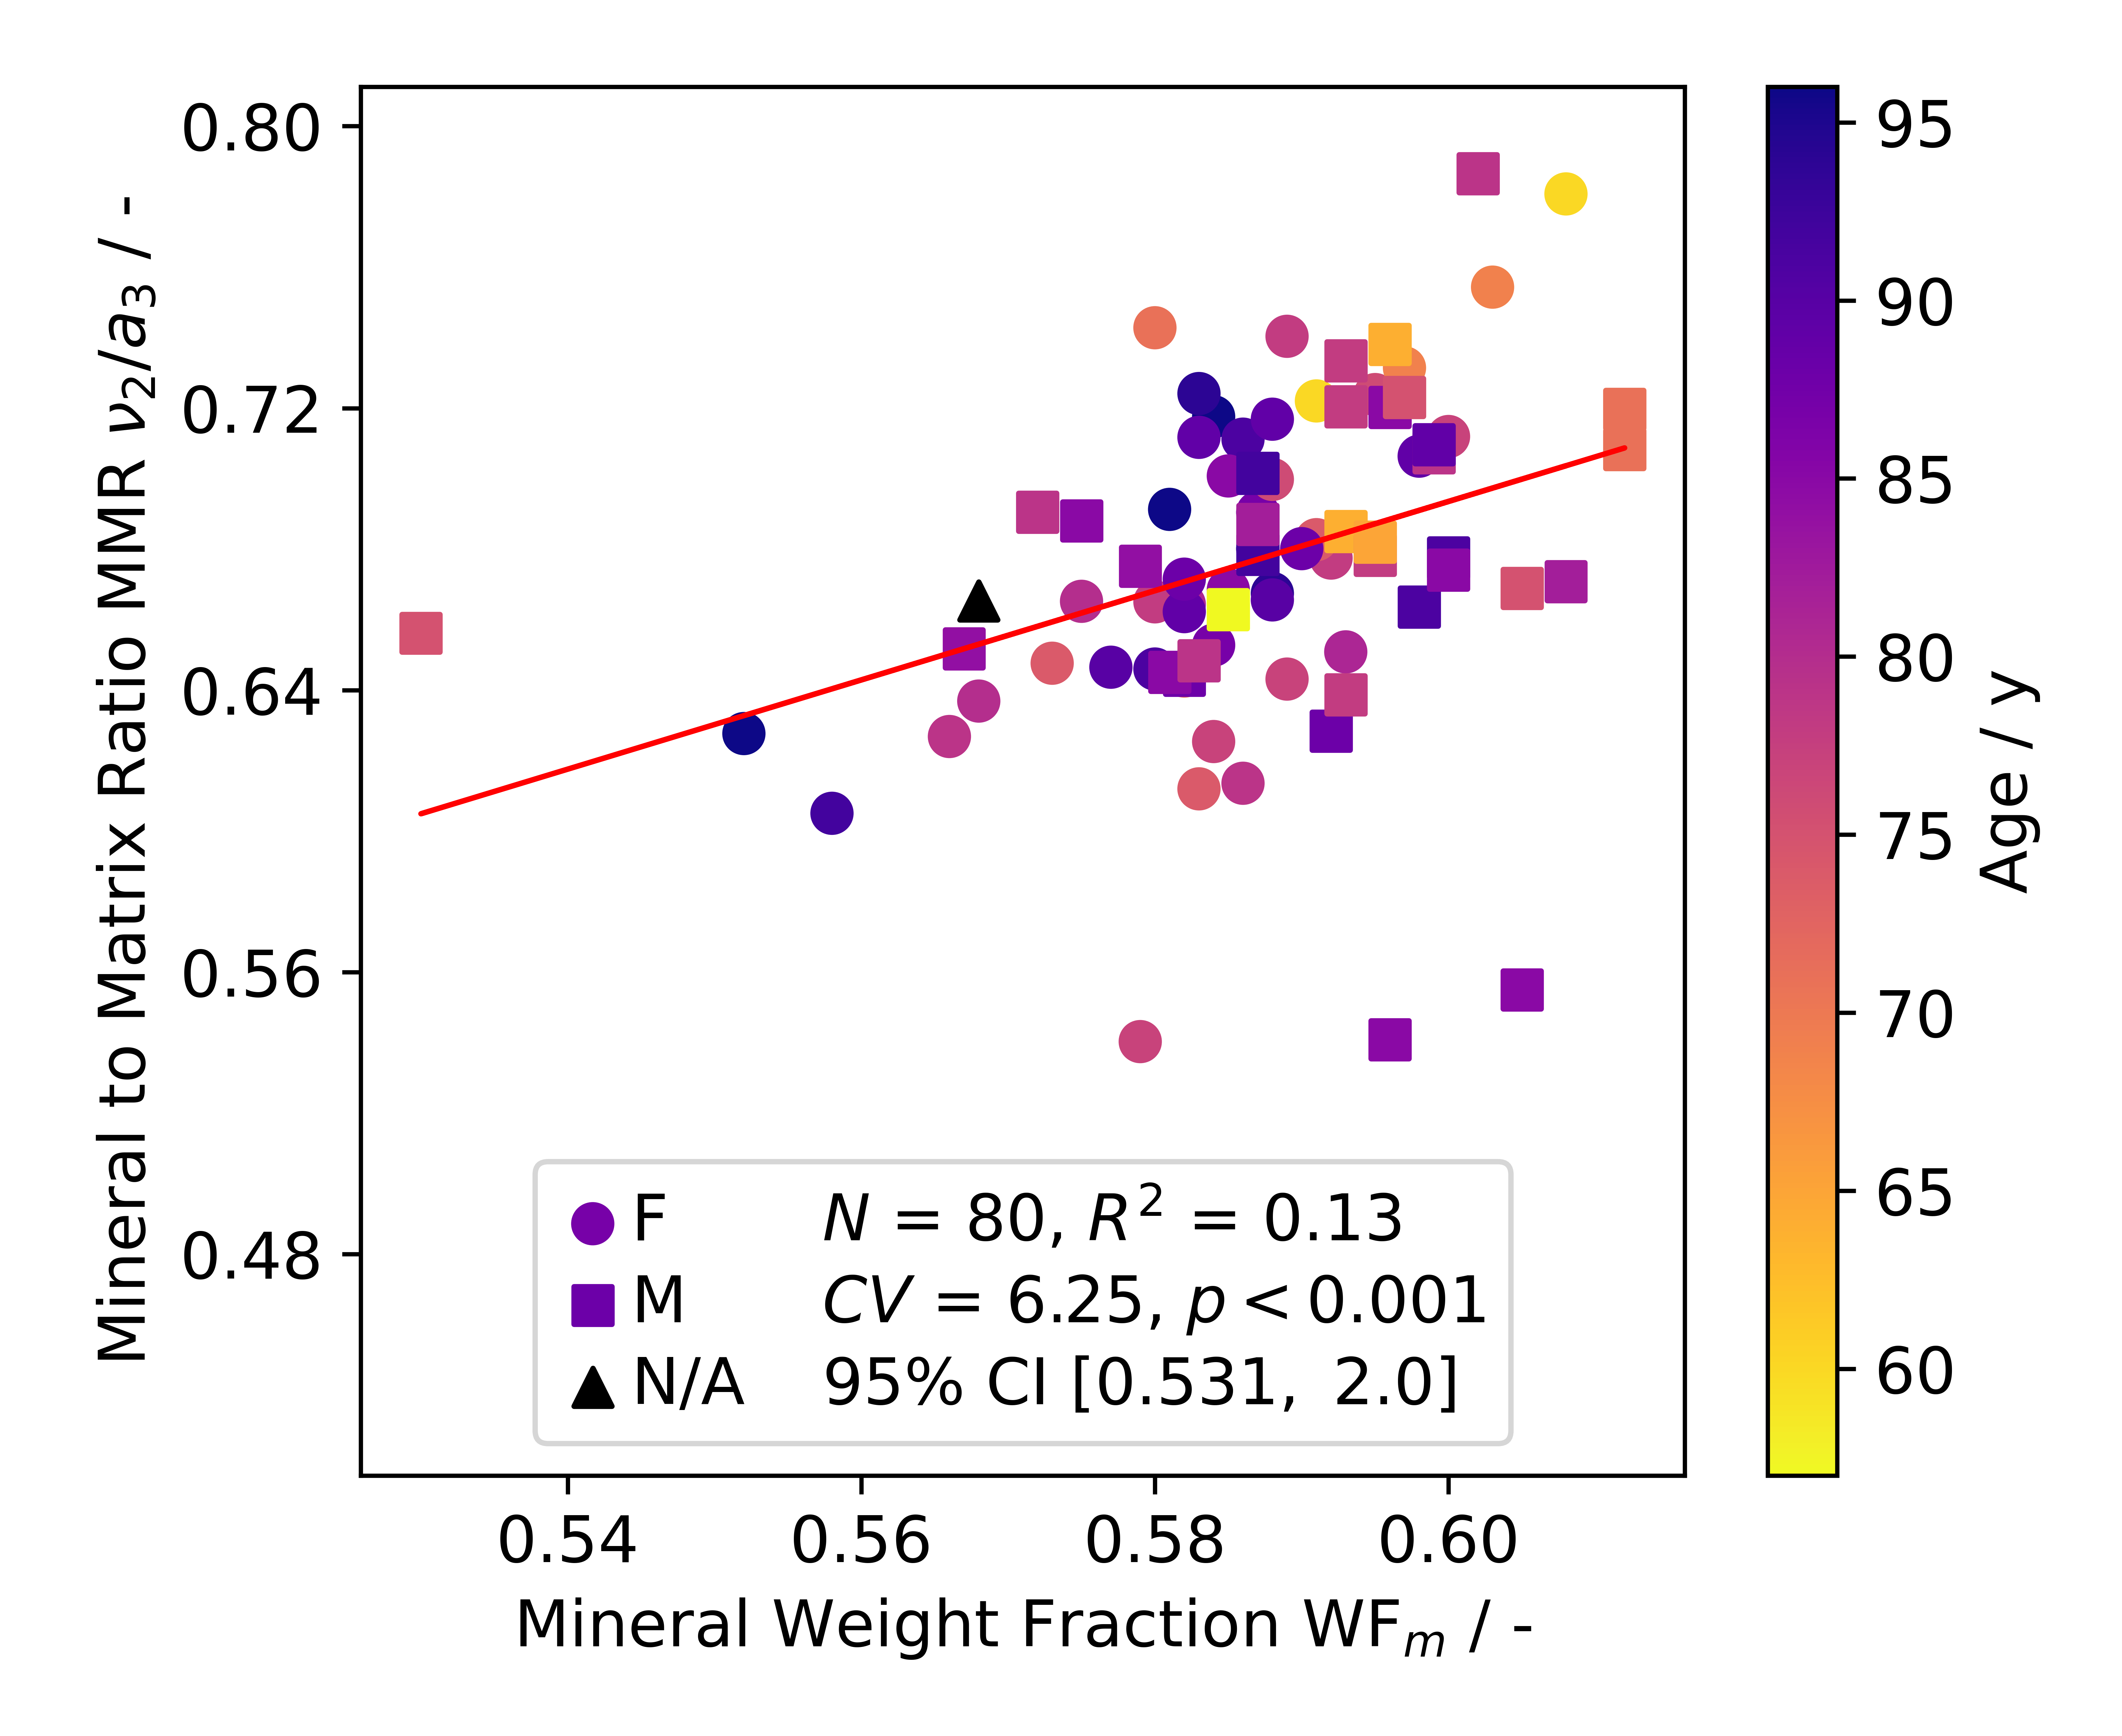 Mineral to Matrix Ratio MMR ν₂/a₃ / -
0.80
0.72
0.64
0.56
0.48
F N = 80, R² = 0.13
M CV = 6.25, p < 0.001
N/A 95% CI [0.531, 2.0]
0.54 0.56 0.58 0.60
Mineral Weight Fraction WFₘ / -
95
90
85
80
75
70
65
60
Age / y